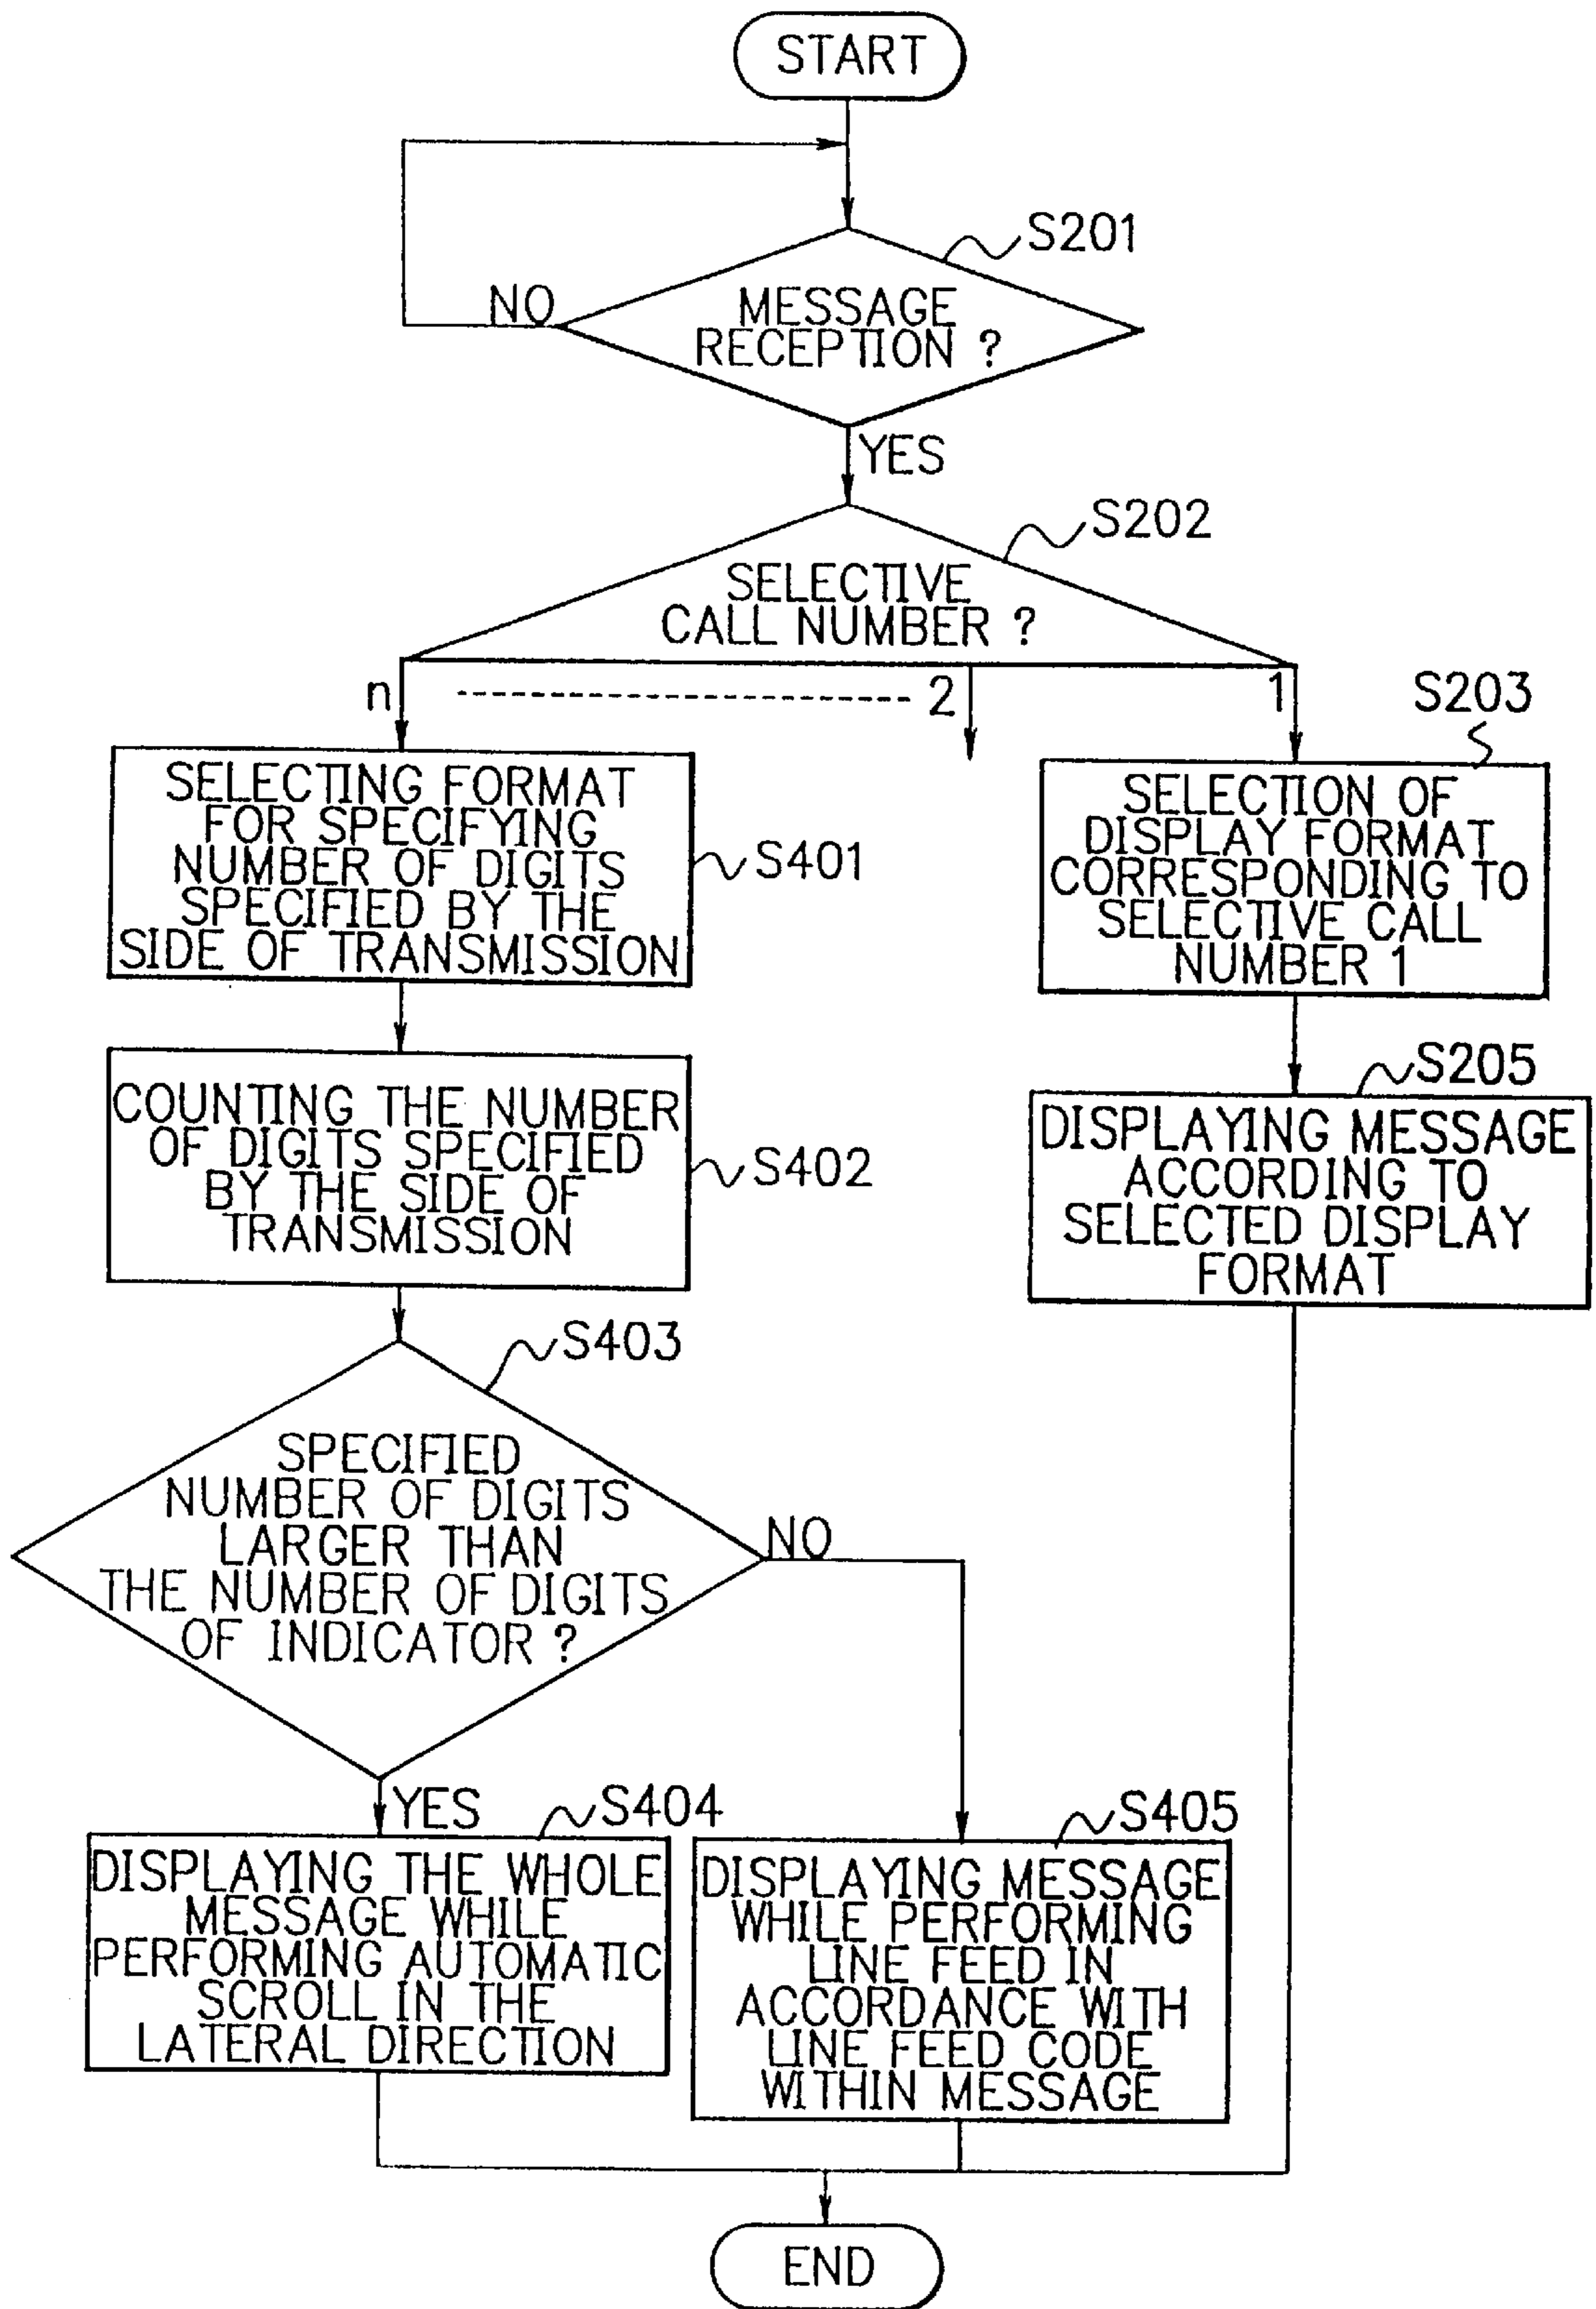 START
S201
NO
MESSAGE
RECEPTION ?
YES
S202
SELECTIVE
CALL NUMBER ?
n
2
1
S203
SELECTING FORMAT
FOR SPECIFYING
NUMBER OF DIGITS
SPECIFIED BY THE
SIDE OF TRANSMISSION
S401
SELECTION OF
DISPLAY FORMAT
CORRESPONDING TO
SELECTIVE CALL
NUMBER 1
COUNTING THE NUMBER
OF DIGITS SPECIFIED
BY THE SIDE OF
TRANSMISSION
S402
S205
DISPLAYING MESSAGE
ACCORDING TO
SELECTED DISPLAY
FORMAT
S403
SPECIFIED
NUMBER OF DIGITS
LARGER THAN
THE NUMBER OF DIGITS
OF INDICATOR ?
NO
YES
S404
DISPLAYING THE WHOLE
MESSAGE WHILE
PERFORMING AUTOMATIC
SCROLL IN THE
LATERAL DIRECTION
S405
DISPLAYING MESSAGE
WHILE PERFORMING
LINE FEED IN
ACCORDANCE WITH
LINE FEED CODE
WITHIN MESSAGE
END